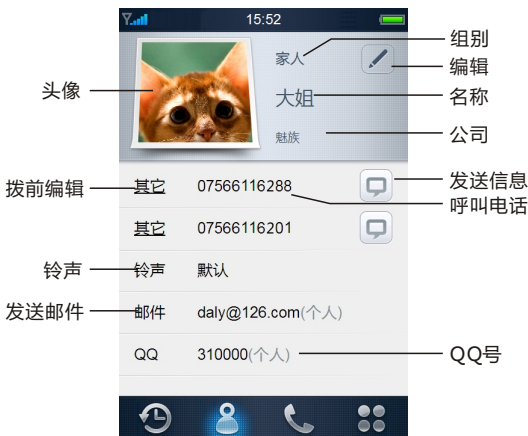 15:52
家人
组别
编辑
头像
大姐
名称
魅族
公司
拨前编辑
其它
07566116288
发送信息
呼叫电话
其它
07566116201
铃声
铃声
默认
发送邮件
邮件
daly@126.com(个人)
QQ
310000(个人)
QQ号